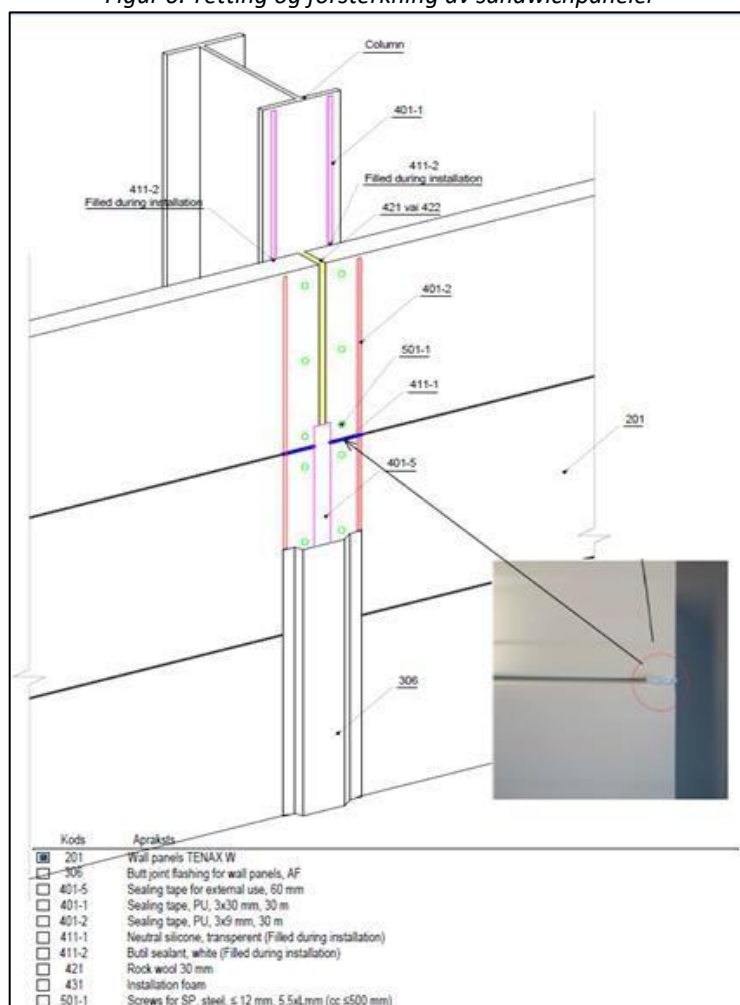 Figur 6: Tetting og forsterkning av sandwichpaneler
Column
401-1
411-2
Filled during installation
411-2
Filled during installation
421 vai 422
401-2
501-1
411-1
201
401-5
306
Kods Apraksts
201 Wall panels TENAX W
306 Butt joint flashing for wall panels, AF
401-5 Sealing tape for external use, 60 mm
401-1 Sealing tape, PU, 3x30 mm, 30 m
401-2 Sealing tape, PU, 3x9 mm, 30 m
411-1 Neutral silicone, transperent (Filled during installation)
411-2 Butil sealant, white (Filled during installation)
421 Rock wool 30 mm
431 Installation foam
501-1 Screws for SP, steel, ≤ 12 mm, 5.5xLmm (cc ≤500 mm)